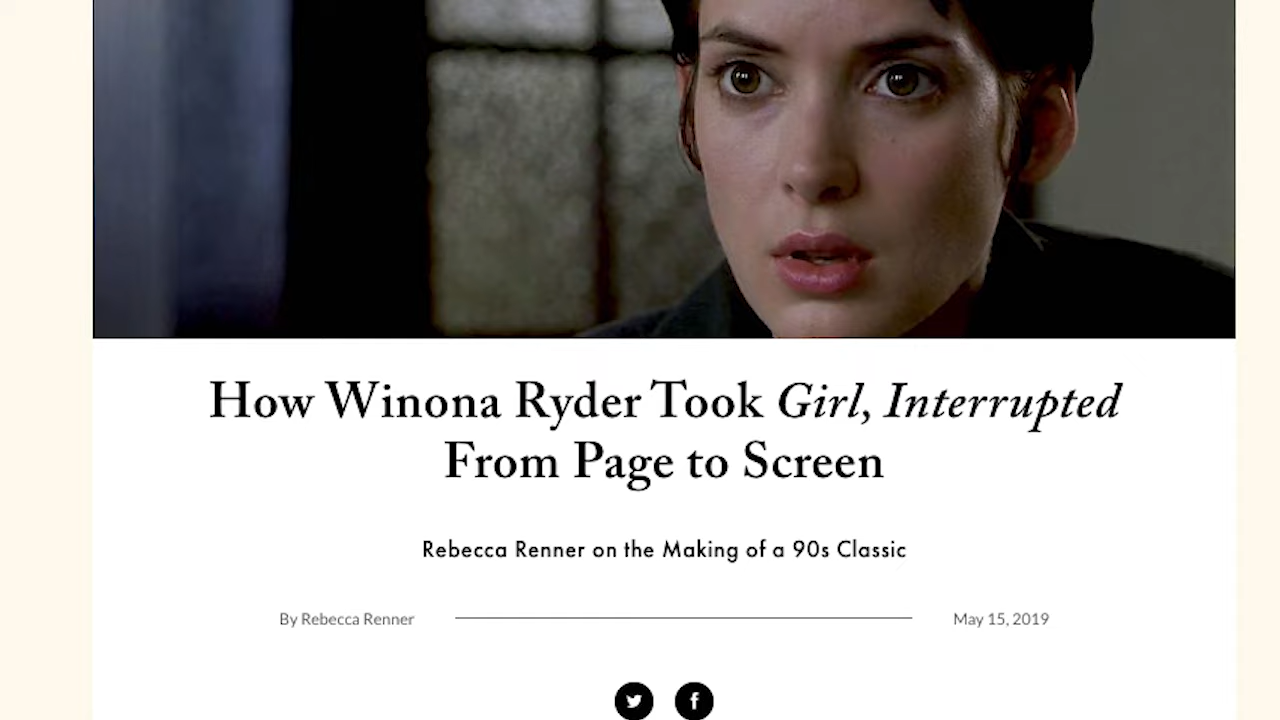 How Winona Ryder Took Girl, Interrupted
From Page to Screen
Rebecca Renner on the Making of a 90s Classic
By Rebecca Renner
May 15, 2019